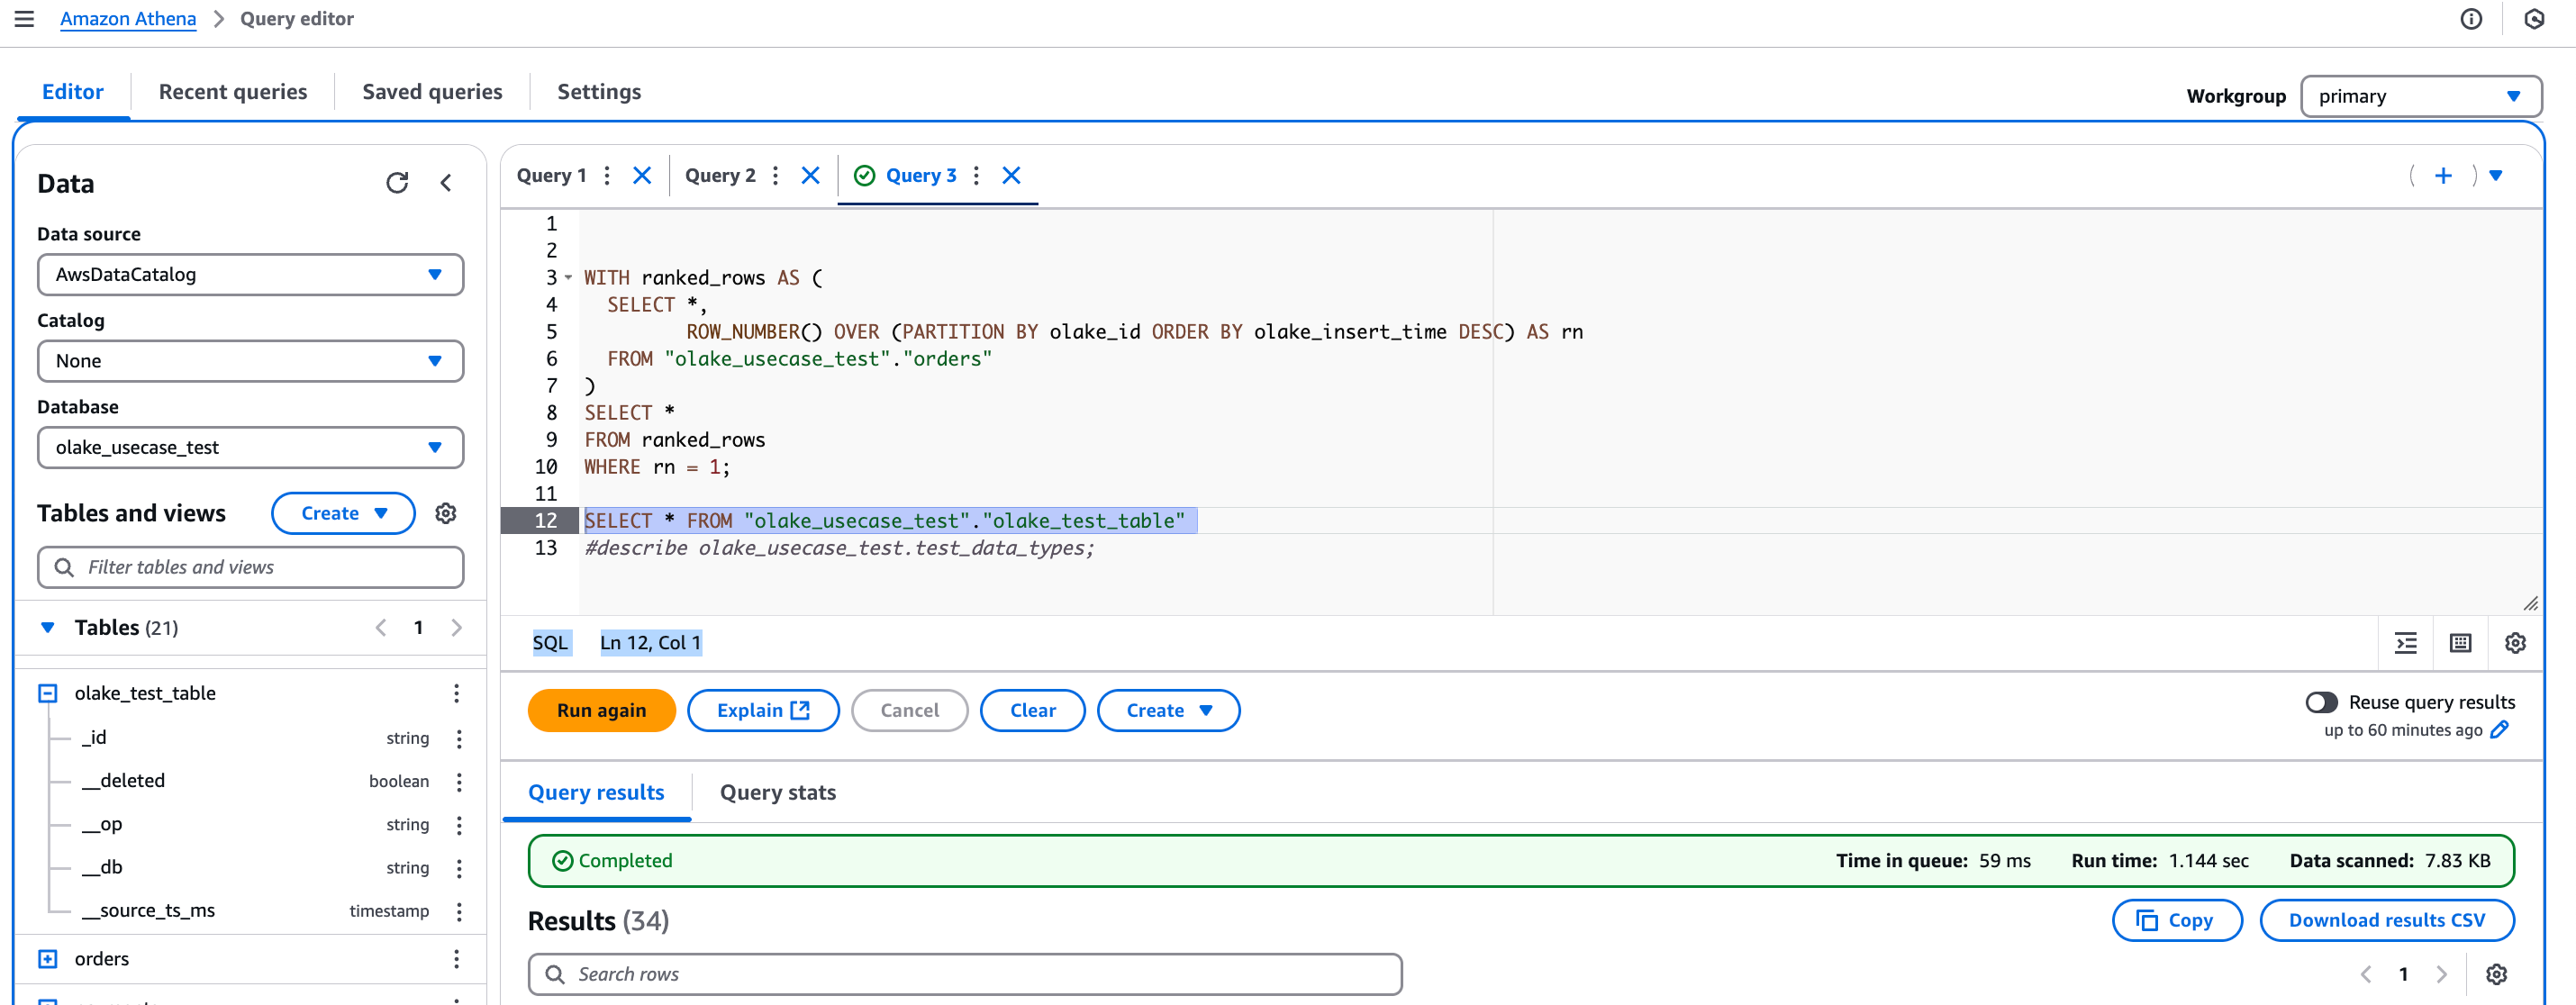 Amazon Athena > Query editor
Editor
Recent queries
Saved queries
Settings
Workgroup
primary
Data
Data source
AwsDataCatalog
Catalog
None
Database
olake_usecase_test
Tables and views
Create
Filter tables and views
Tables (21)
1
olake_test_table
_id string
__deleted boolean
__op string
__db string
__source_ts_ms timestamp
orders
Query 1
Query 2
Query 3
1
2
3 WITH ranked_rows AS (
4 SELECT *,
5 ROW_NUMBER() OVER (PARTITION BY olake_id ORDER BY olake_insert_time DESC) AS rn
6 FROM "olake_usecase_test"."orders"
7 )
8 SELECT *
9 FROM ranked_rows
10 WHERE rn = 1;
11
12 SELECT * FROM "olake_usecase_test"."olake_test_table"
13 #describe olake_usecase_test.test_data_types;
SQL Ln 12, Col 1
Run again
Explain
Cancel
Clear
Create
Reuse query results
up to 60 minutes ago
Query results
Query stats
Completed
Time in queue: 59 ms
Run time: 1.144 sec
Data scanned: 7.83 KB
Results (34)
Copy
Download results CSV
Search rows
1